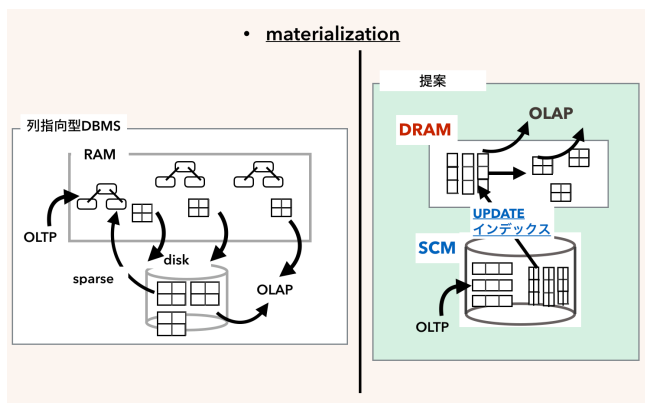 • materialization
列指向型DBMS
RAM
OLTP
sparse
disk
OLAP
提案
OLAP
DRAM
UPDATE
インデックス
SCM
OLTP